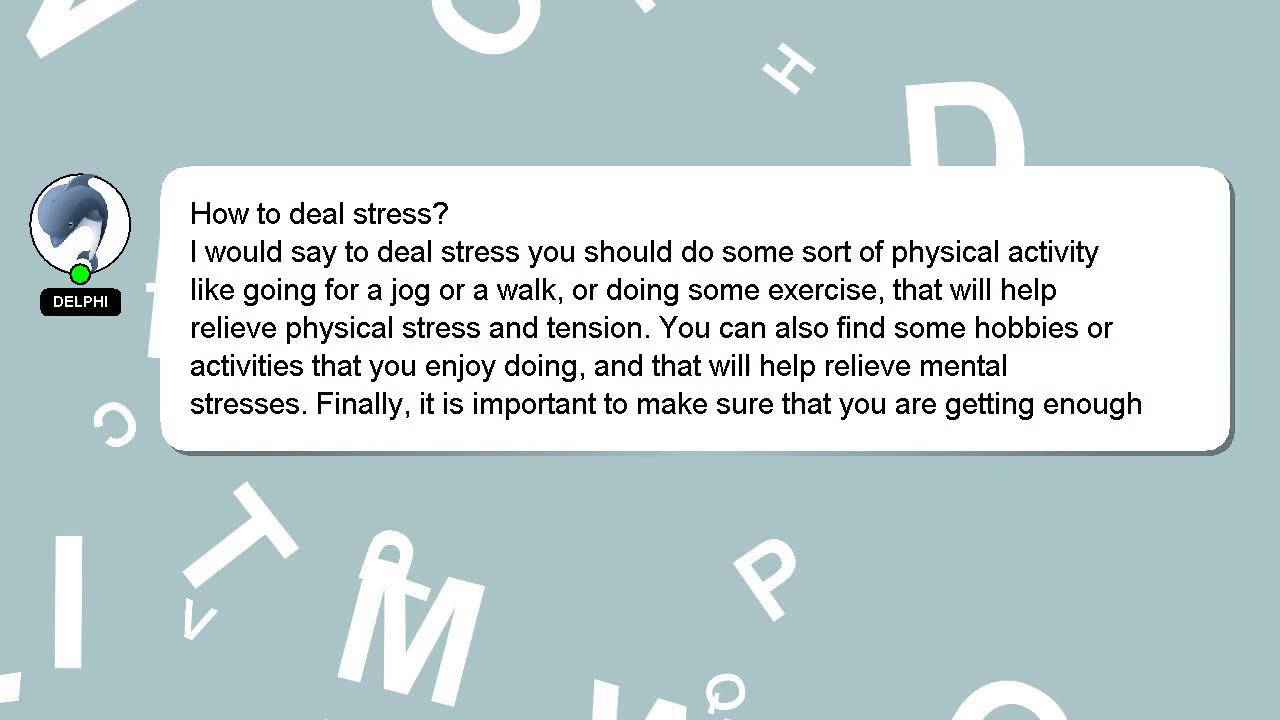 How to deal stress?
I would say to deal stress you should do some sort of physical activity
like going for a jog or a walk, or doing some exercise, that will help
relieve physical stress and tension. You can also find some hobbies or
activities that you enjoy doing, and that will help relieve mental
stresses. Finally, it is important to make sure that you are getting enough
DELPHI
O
H
D
C
T
I
V
P
M
P
Q